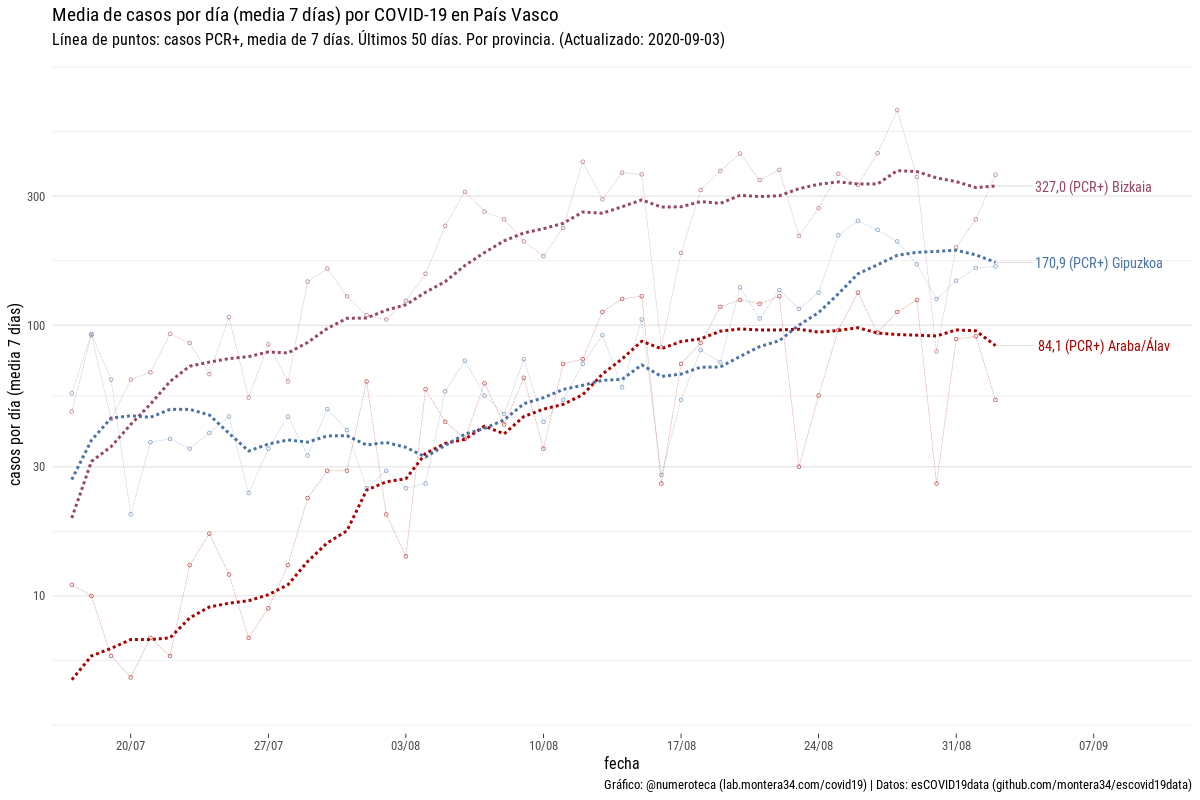 Media de casos por día (media 7 días) por COVID-19 en País Vasco
Línea de puntos: casos PCR+, media de 7 días. Últimos 50 días. Por provincia. (Actualizado: 2020-09-03)
casos por día (media 7 días)
300
100
30
10
327,0 (PCR+) Bizkaia
170,9 (PCR+) Gipuzkoa
84,1 (PCR+) Araba/Álav
20/07
27/07
03/08
10/08
17/08
24/08
31/08
07/09
fecha
Gráfico: @numeroteca (lab.montera34.com/covid19) | Datos: esCOVID19data (github.com/montera34/escovid19data)